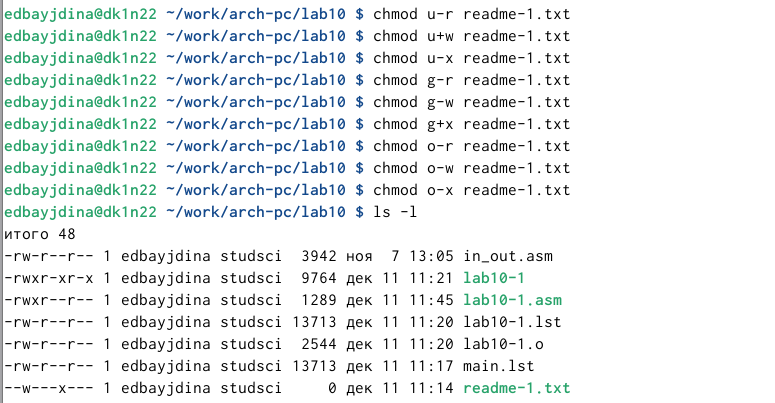 edbayjdina@dk1n22 ~/work/arch-pc/lab10 $ chmod u-r readme-1.txt
edbayjdina@dk1n22 ~/work/arch-pc/lab10 $ chmod u+w readme-1.txt
edbayjdina@dk1n22 ~/work/arch-pc/lab10 $ chmod u-x readme-1.txt
edbayjdina@dk1n22 ~/work/arch-pc/lab10 $ chmod g-r readme-1.txt
edbayjdina@dk1n22 ~/work/arch-pc/lab10 $ chmod g-w readme-1.txt
edbayjdina@dk1n22 ~/work/arch-pc/lab10 $ chmod g+x readme-1.txt
edbayjdina@dk1n22 ~/work/arch-pc/lab10 $ chmod o-r readme-1.txt
edbayjdina@dk1n22 ~/work/arch-pc/lab10 $ chmod o-w readme-1.txt
edbayjdina@dk1n22 ~/work/arch-pc/lab10 $ chmod o-x readme-1.txt
edbayjdina@dk1n22 ~/work/arch-pc/lab10 $ ls -l
итого 48
-rw-r--r-- 1 edbayjdina studsci  3942 ноя  7 13:05 in_out.asm
-rwxr-xr-x 1 edbayjdina studsci  9764 дек 11 11:21 lab10-1
-rwxr--r-- 1 edbayjdina studsci  1289 дек 11 11:45 lab10-1.asm
-rw-r--r-- 1 edbayjdina studsci 13713 дек 11 11:20 lab10-1.lst
-rw-r--r-- 1 edbayjdina studsci  2544 дек 11 11:20 lab10-1.o
-rw-r--r-- 1 edbayjdina studsci 13713 дек 11 11:17 main.lst
--w---x--- 1 edbayjdina studsci     0 дек 11 11:14 readme-1.txt